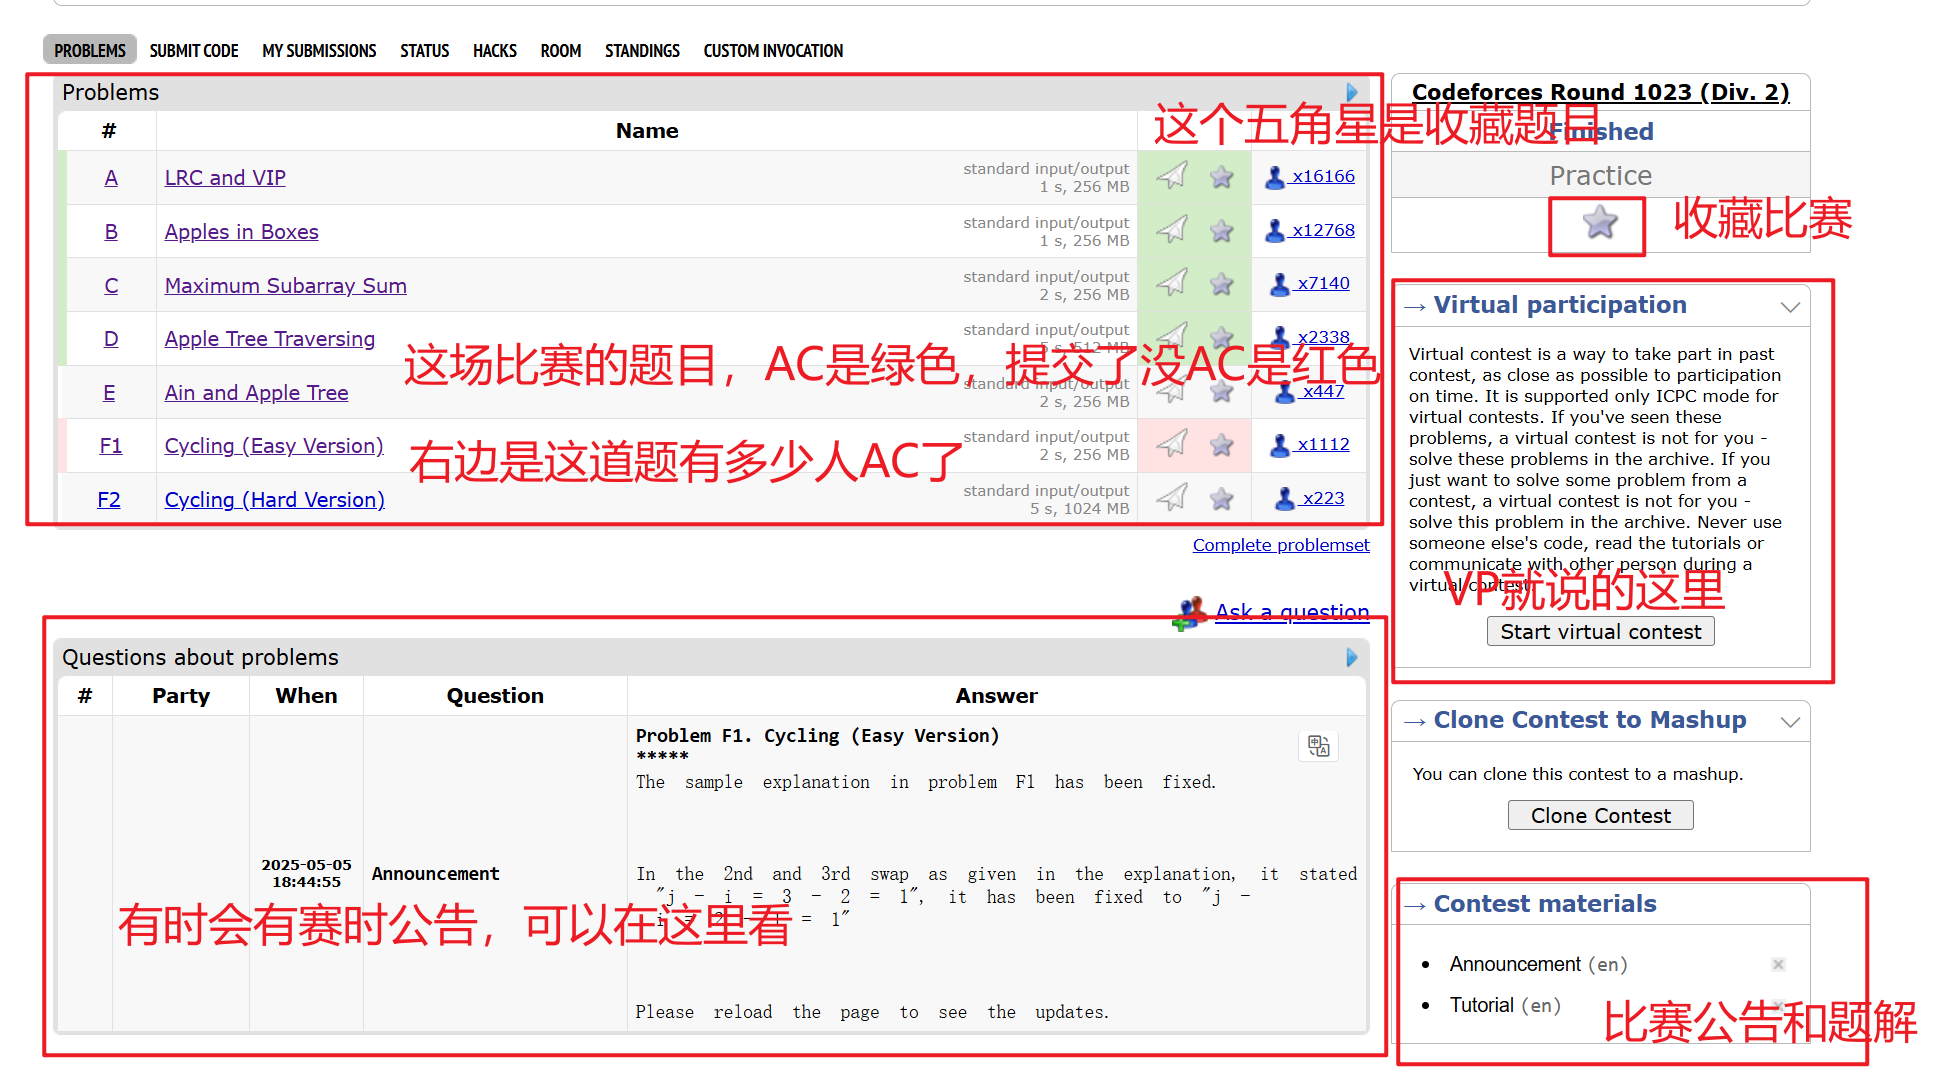 PROBLEMS SUBMIT CODE MY SUBMISSIONS STATUS HACKS ROOM STANDINGS CUSTOM INVOCATION
Problems
# Name
这个五角星是收藏题目
A LRC and VIP standard input/output x16166
1 s, 256 MB
B Apples in Boxes standard input/output x12768
1 s, 256 MB
C Maximum Subarray Sum standard input/output x7140
2 s, 256 MB
D Apple Tree Traversing standard input/output x2338
5 s, 512 MB
这场比赛的题目，AC是绿色，提交了没AC是红色
E Ain and Apple Tree standard input/output x447
2 s, 256 MB
F1 Cycling (Easy Version) standard input/output x1112
2 s, 256 MB
右边是这道题有多少人AC了
F2 Cycling (Hard Version) standard input/output x223
5 s, 1024 MB
Complete problemset
Ask a question
Questions about problems
# Party When Question Answer
2025-05-05
18:44:55
Announcement
Problem F1. Cycling (Easy Version)
*****
The sample explanation in problem F1 has been fixed.
In the 2nd and 3rd swap as given in the explanation, it stated
"j - i = 3 - 2 = 1", it has been fixed to "j -
i = 2 - 1 = 1"
Please reload the page to see the updates.
有时会有赛时公告，可以在这里看
Codeforces Round 1023 (Div. 2)
Finished
Practice
收藏比赛
→ Virtual participation
Virtual contest is a way to take part in past
contest, as close as possible to participation
on time. It is supported only ICPC mode for
virtual contests. If you've seen these
problems, a virtual contest is not for you -
solve these problems in the archive. If you
just want to solve some problem from a
contest, a virtual contest is not for you -
solve this problem in the archive. Never use
someone else's code, read the tutorials or
communicate with other person during a
virtual contest.
VP就说的这里
Start virtual contest
→ Clone Contest to Mashup
You can clone this contest to a mashup.
Clone Contest
→ Contest materials
Announcement (en)
Tutorial (en)
比赛公告和题解